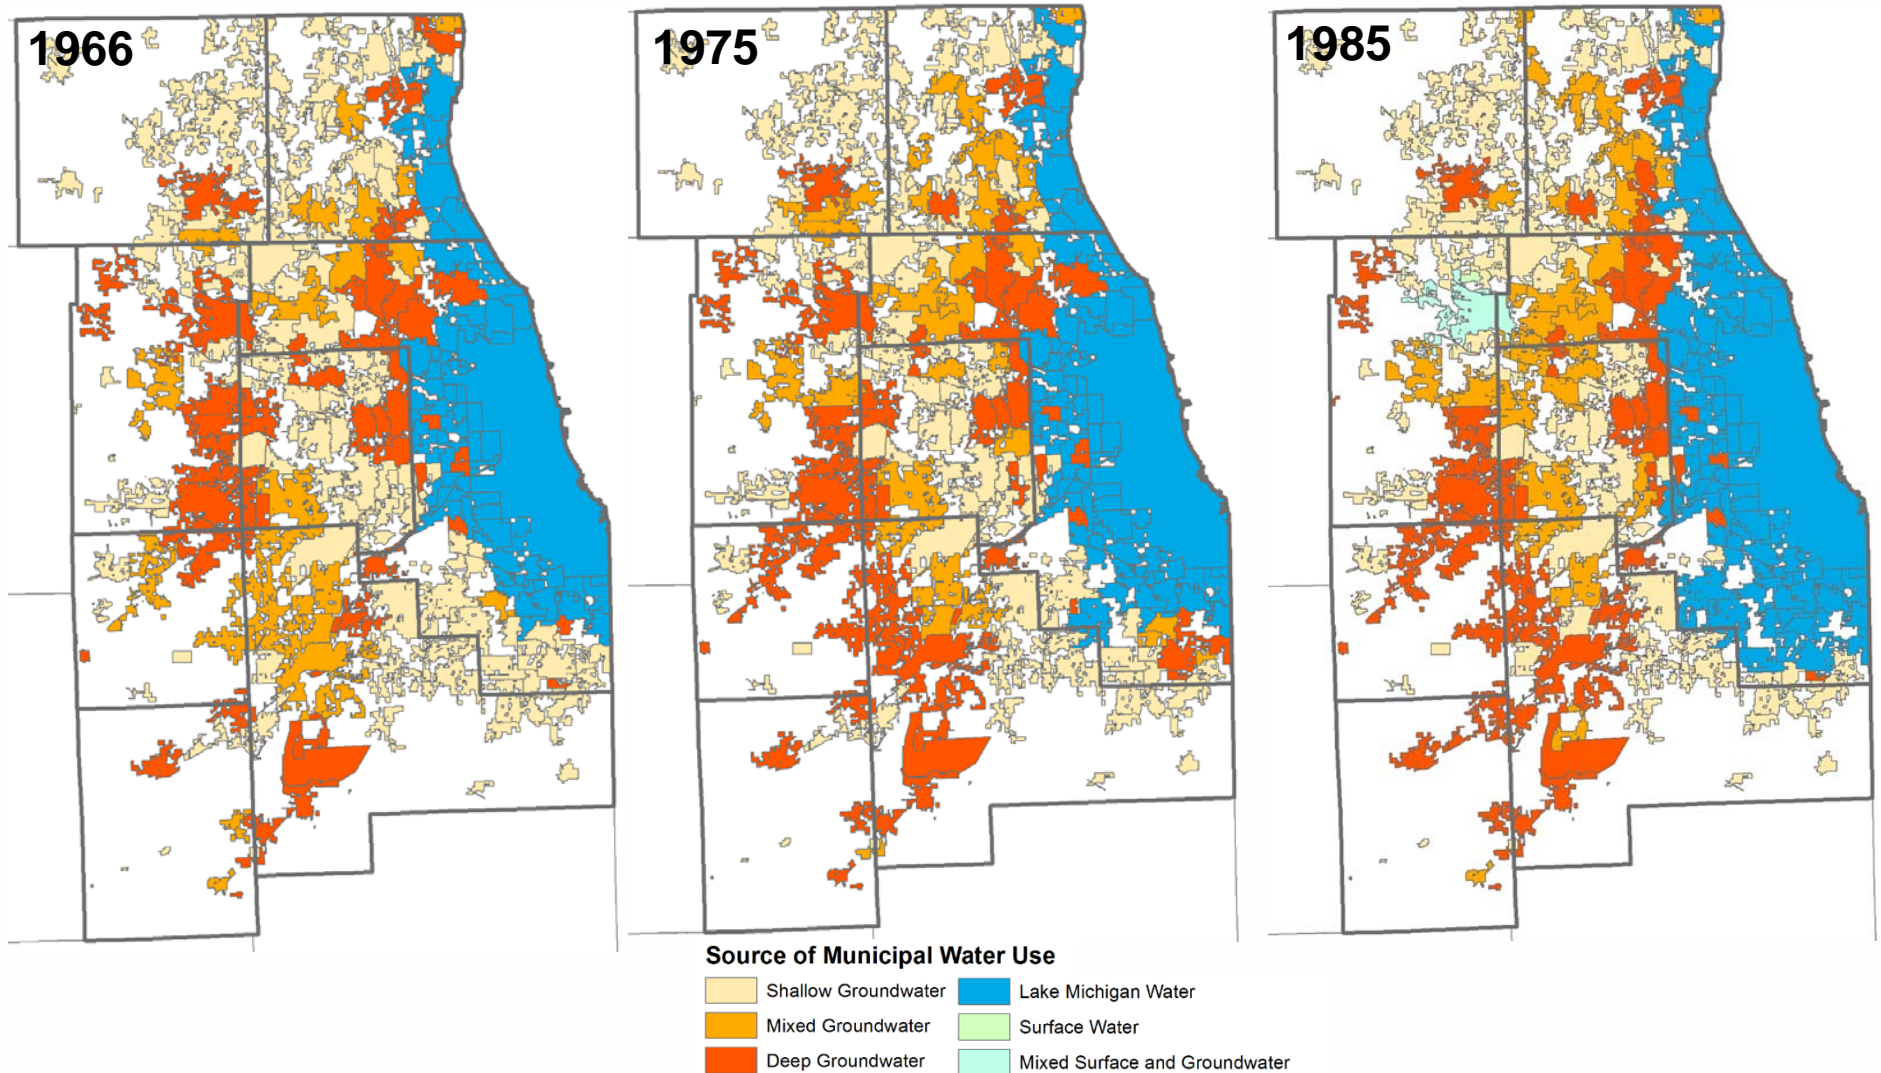 1966
1975
1985
Source of Municipal Water Use
Shallow Groundwater
Lake Michigan Water
Mixed Groundwater
Surface Water
Deep Groundwater
Mixed Surface and Groundwater